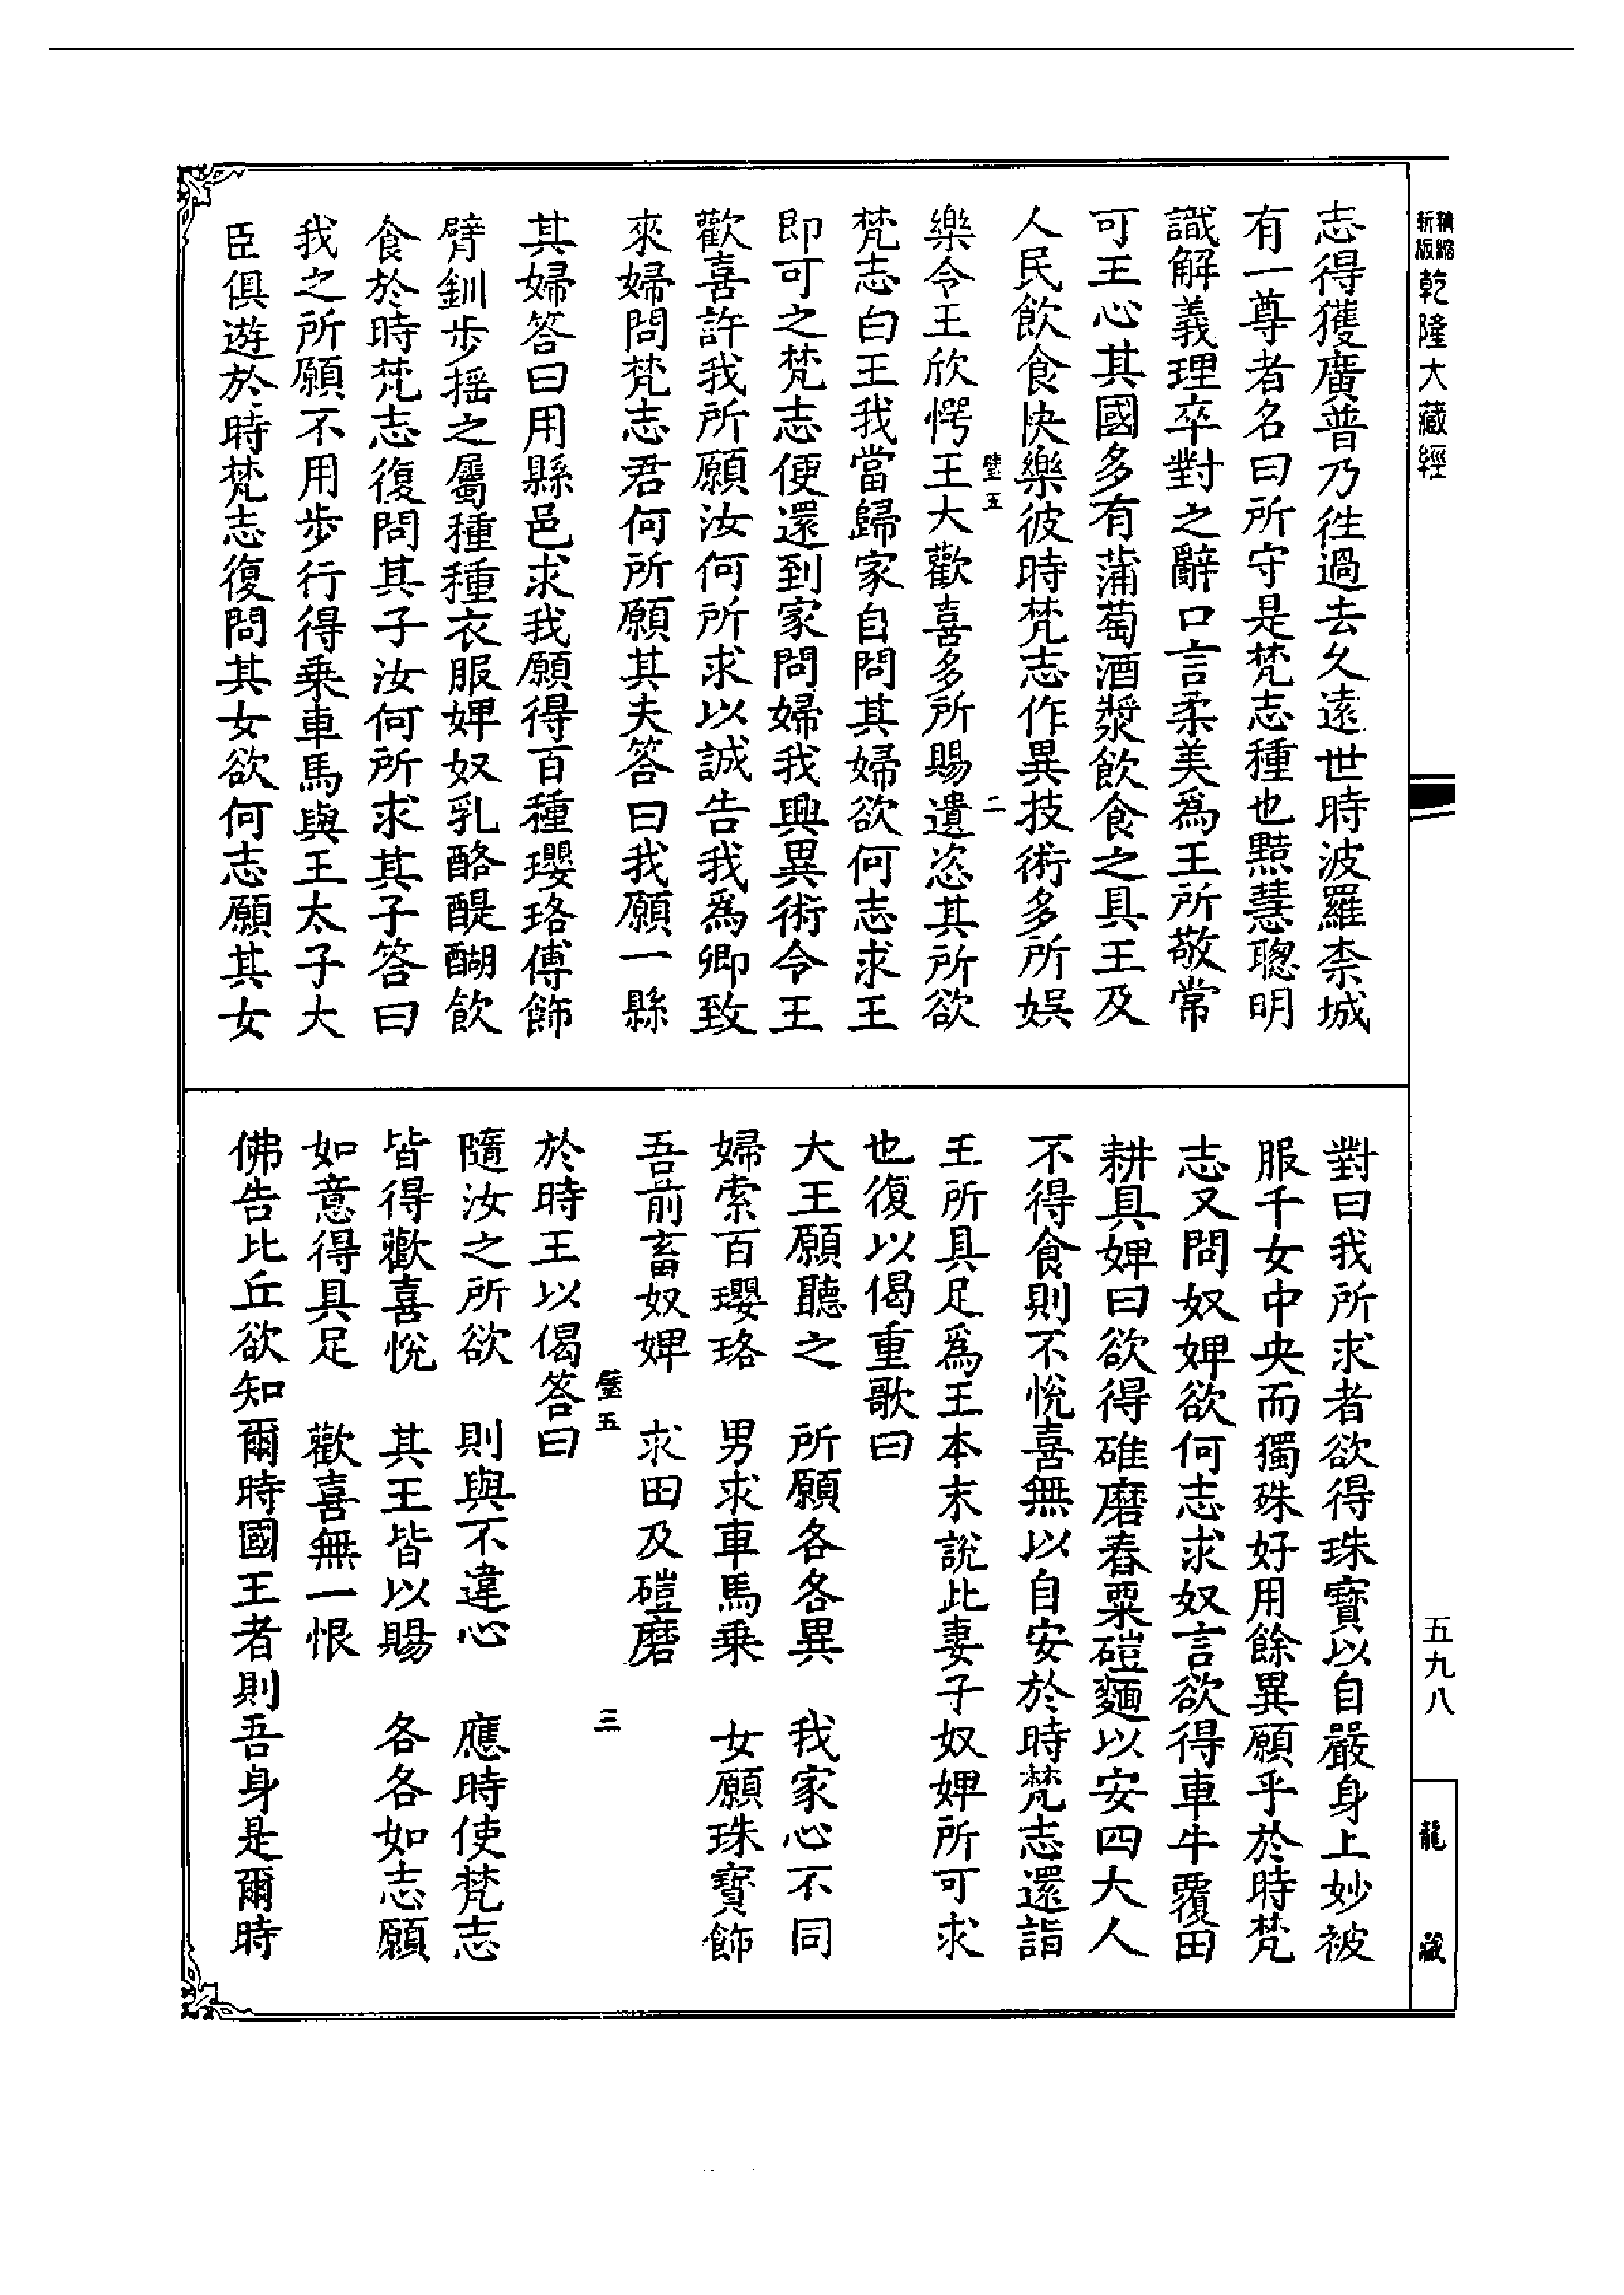 新版精縮乾隆大藏經
志得獲廣普乃往過去久遠世時波羅柰城
有一尊者名曰所守是梵志種也黠慧聰明
識解義理卒對之辭口言柔美爲王所敬常
可王心其國多有蒲萄酒漿飲食之具王及
人民飲食快樂彼時梵志作異技術多所娛
璧五 二
樂令王欣愕王大歡喜多所賜遺恣其所欲
梵志白王我當歸家自問其婦欲何志求王
即可之梵志便還到家問婦我興異術令王
歡喜許我所願汝何所求以誠告我爲卿致
來婦問梵志君何所願其夫答曰我願一縣
其婦答曰用縣邑求我願得百種瓔珞傅飾
臂釧步摇之屬種種衣服婢奴乳酪醍醐飲
食於時梵志復問其子汝何所求其子答曰
我之所願不用步行得乗車馬與王太子大
臣俱遊於時梵志復問其女欲何志願其女
對曰我所求者欲得珠寶以自嚴身上妙被
服千女中央而獨殊好用餘異願乎於時梵
志又問奴婢欲何志求奴言欲得車牛覆田
耕具婢曰欲得碓磨舂粟磑麵以安四大人
不得食則不悅喜無以自安於時梵志還詣
王所具足爲王本末說此妻子奴婢所可求
也復以偈重歌曰
大王願聽之 所願各各異 我家心不同
婦索百瓔珞 男求車馬乗 女願珠寶飾
吾前畜奴婢 求田及磑磨
璧五 三
於時王以偈答曰
隨汝之所欲 則與不違心 應時使梵志
皆得歡喜悅 其王皆以賜 各各如志願
如意得具足 歡喜無一恨
佛告比丘欲知爾時國王者則吾身是爾時
五九八
龍藏